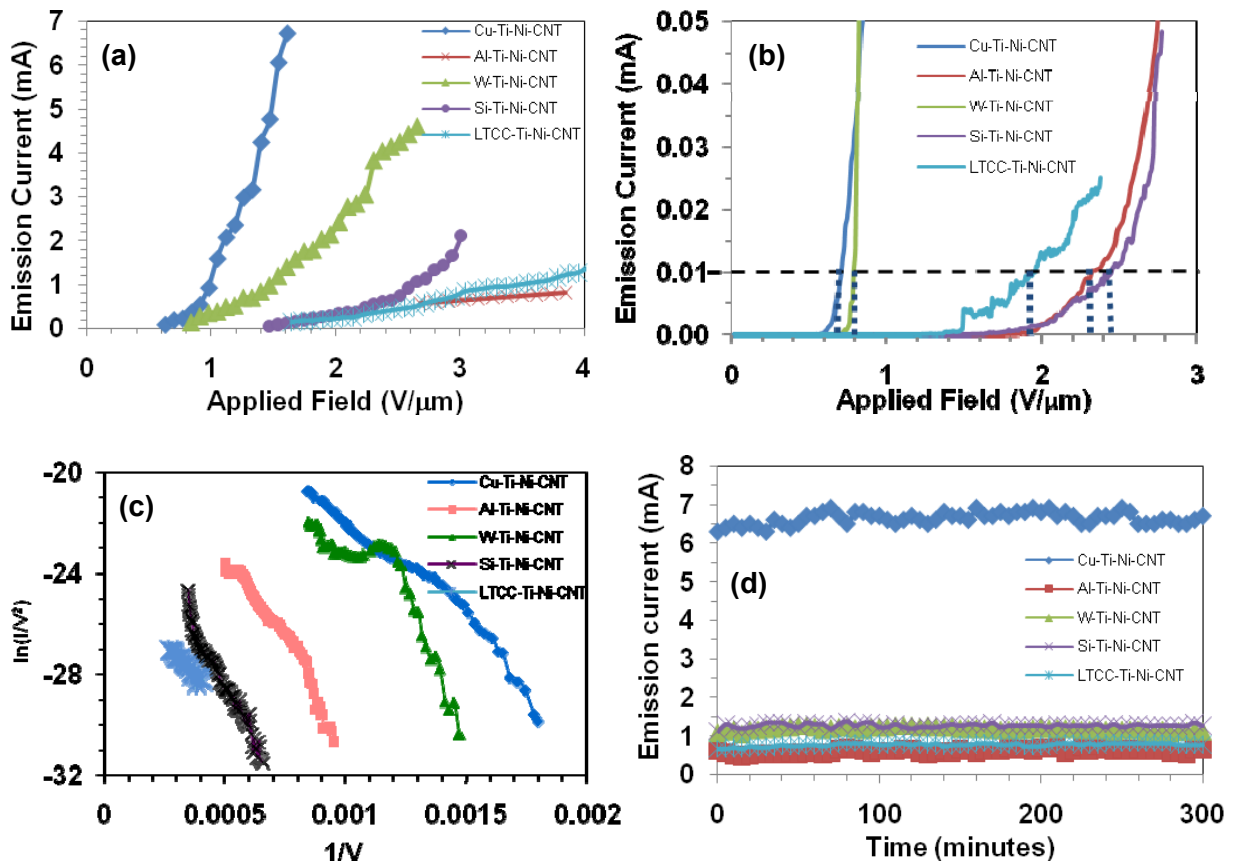 (a)
Emission Current (mA)
7
6
5
4
3
2
1
0
0 1 2 3 4
Applied Field (V/μm)
Cu-Ti-Ni-CNT
Al-Ti-Ni-CNT
W-Ti-Ni-CNT
Si-Ti-Ni-CNT
LTCC-Ti-Ni-CNT
(b)
Emission Current (mA)
0.05
0.04
0.03
0.02
0.01
0.00
0 1 2 3
Applied Field (V/μm)
Cu-Ti-Ni-CNT
Al-Ti-Ni-CNT
W-Ti-Ni-CNT
Si-Ti-Ni-CNT
LTCC-Ti-Ni-CNT
(c)
ln(I/V²)
-20
-24
-28
-32
0 0.0005 0.001 0.0015 0.002
1/V
Cu-Ti-Ni-CNT
Al-Ti-Ni-CNT
W-Ti-Ni-CNT
Si-Ti-Ni-CNT
LTCC-Ti-Ni-CNT
(d)
Emission current (mA)
8
7
6
5
4
3
2
1
0
0 100 200 300
Time (minutes)
Cu-Ti-Ni-CNT
Al-Ti-Ni-CNT
W-Ti-Ni-CNT
Si-Ti-Ni-CNT
LTCC-Ti-Ni-CNT